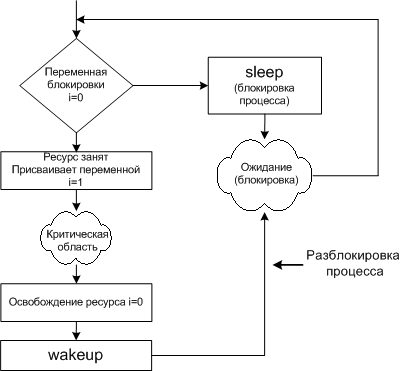 Переменная
блокировки
i=0
sleep
(блокировка
процесса)
Ресурс занят
Присваивает переменной
i=1
Ожидание
(блокировка)
Критическая
область
Разблокировка
процесса
Освобождение ресурса i=0
wakeup